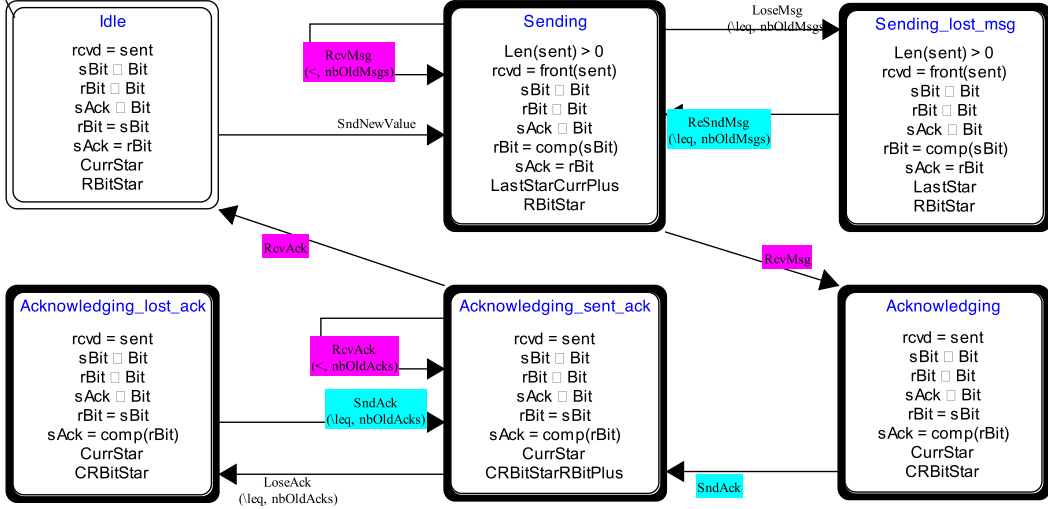 Idle
rcvd = sent
sBit □ Bit
rBit □ Bit
sAck □ Bit
rBit = sBit
sAck = rBit
CurrStar
RBitStar
RcvMsg
(<, nbOldMsgs)
SndNewValue
Sending
Len(sent) > 0
rcvd = front(sent)
sBit □ Bit
rBit □ Bit
sAck □ Bit
rBit = comp(sBit)
sAck = rBit
LastStarCurrPlus
RBitStar
LoseMsg
(\leq, nbOldMsgs
ReSndMsg
(\leq, nbOldMsgs)
Sending_lost_msg
Len(sent) > 0
rcvd = front(sent)
sBit □ Bit
rBit □ Bit
sAck □ Bit
rBit = comp(sBit)
sAck = rBit
LastStar
RBitStar
RcvAck
RcvMsg
Acknowledging_lost_ack
rcvd = sent
sBit □ Bit
rBit □ Bit
sAck □ Bit
rBit = sBit
sAck = comp(rBit)
CurrStar
CRBitStar
RcvAck
(<, nbOldAcks)
SndAck
(\leq, nbOldAcks)
LoseAck
(\leq, nbOldAcks)
Acknowledging_sent_ack
rcvd = sent
sBit □ Bit
rBit □ Bit
sAck □ Bit
rBit = sBit
sAck = comp(rBit)
CurrStar
CRBitStarRBitPlus
SndAck
Acknowledging
rcvd = sent
sBit □ Bit
rBit □ Bit
sAck □ Bit
rBit = sBit
sAck = comp(rBit)
CurrStar
CRBitStar